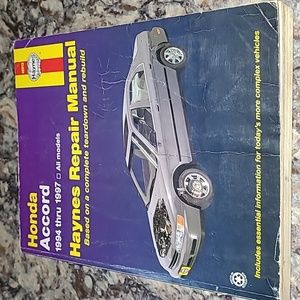 Haynes
Honda
Accord
1994 thru 1997 □ All models
Haynes Repair Manual
Based on a complete teardown and rebuild
Includes essential information for today's more complex vehicles